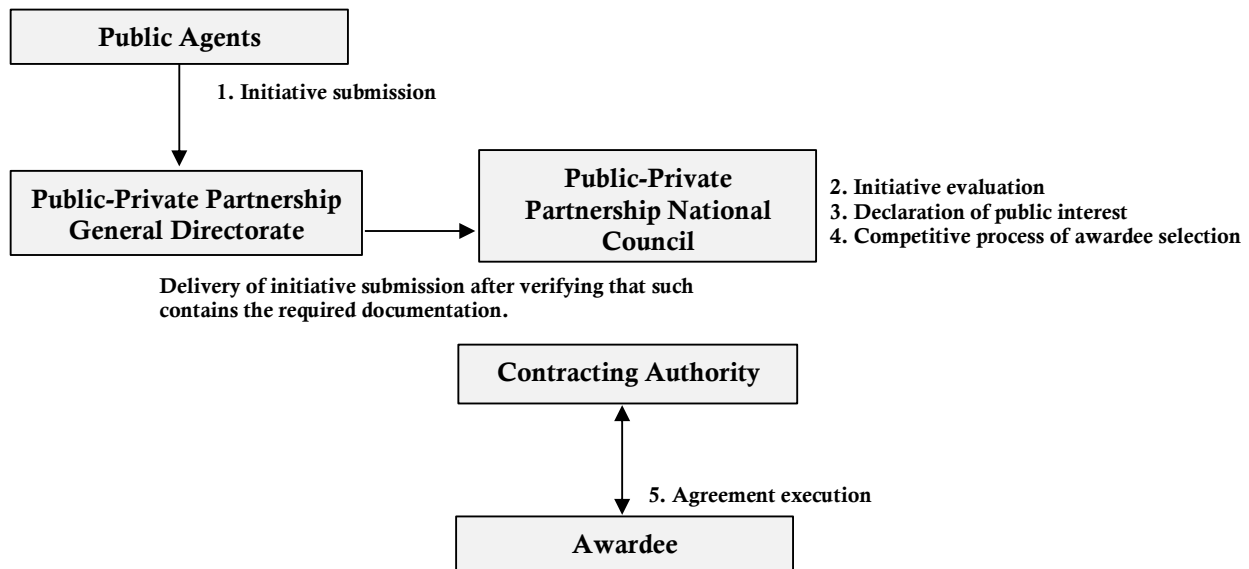 Public Agents
1. Initiative submission
Public-Private Partnership
General Directorate
Public-Private
Partnership National
Council
2. Initiative evaluation
3. Declaration of public interest
4. Competitive process of awardee selection
Delivery of initiative submission after verifying that such
contains the required documentation.
Contracting Authority
5. Agreement execution
Awardee